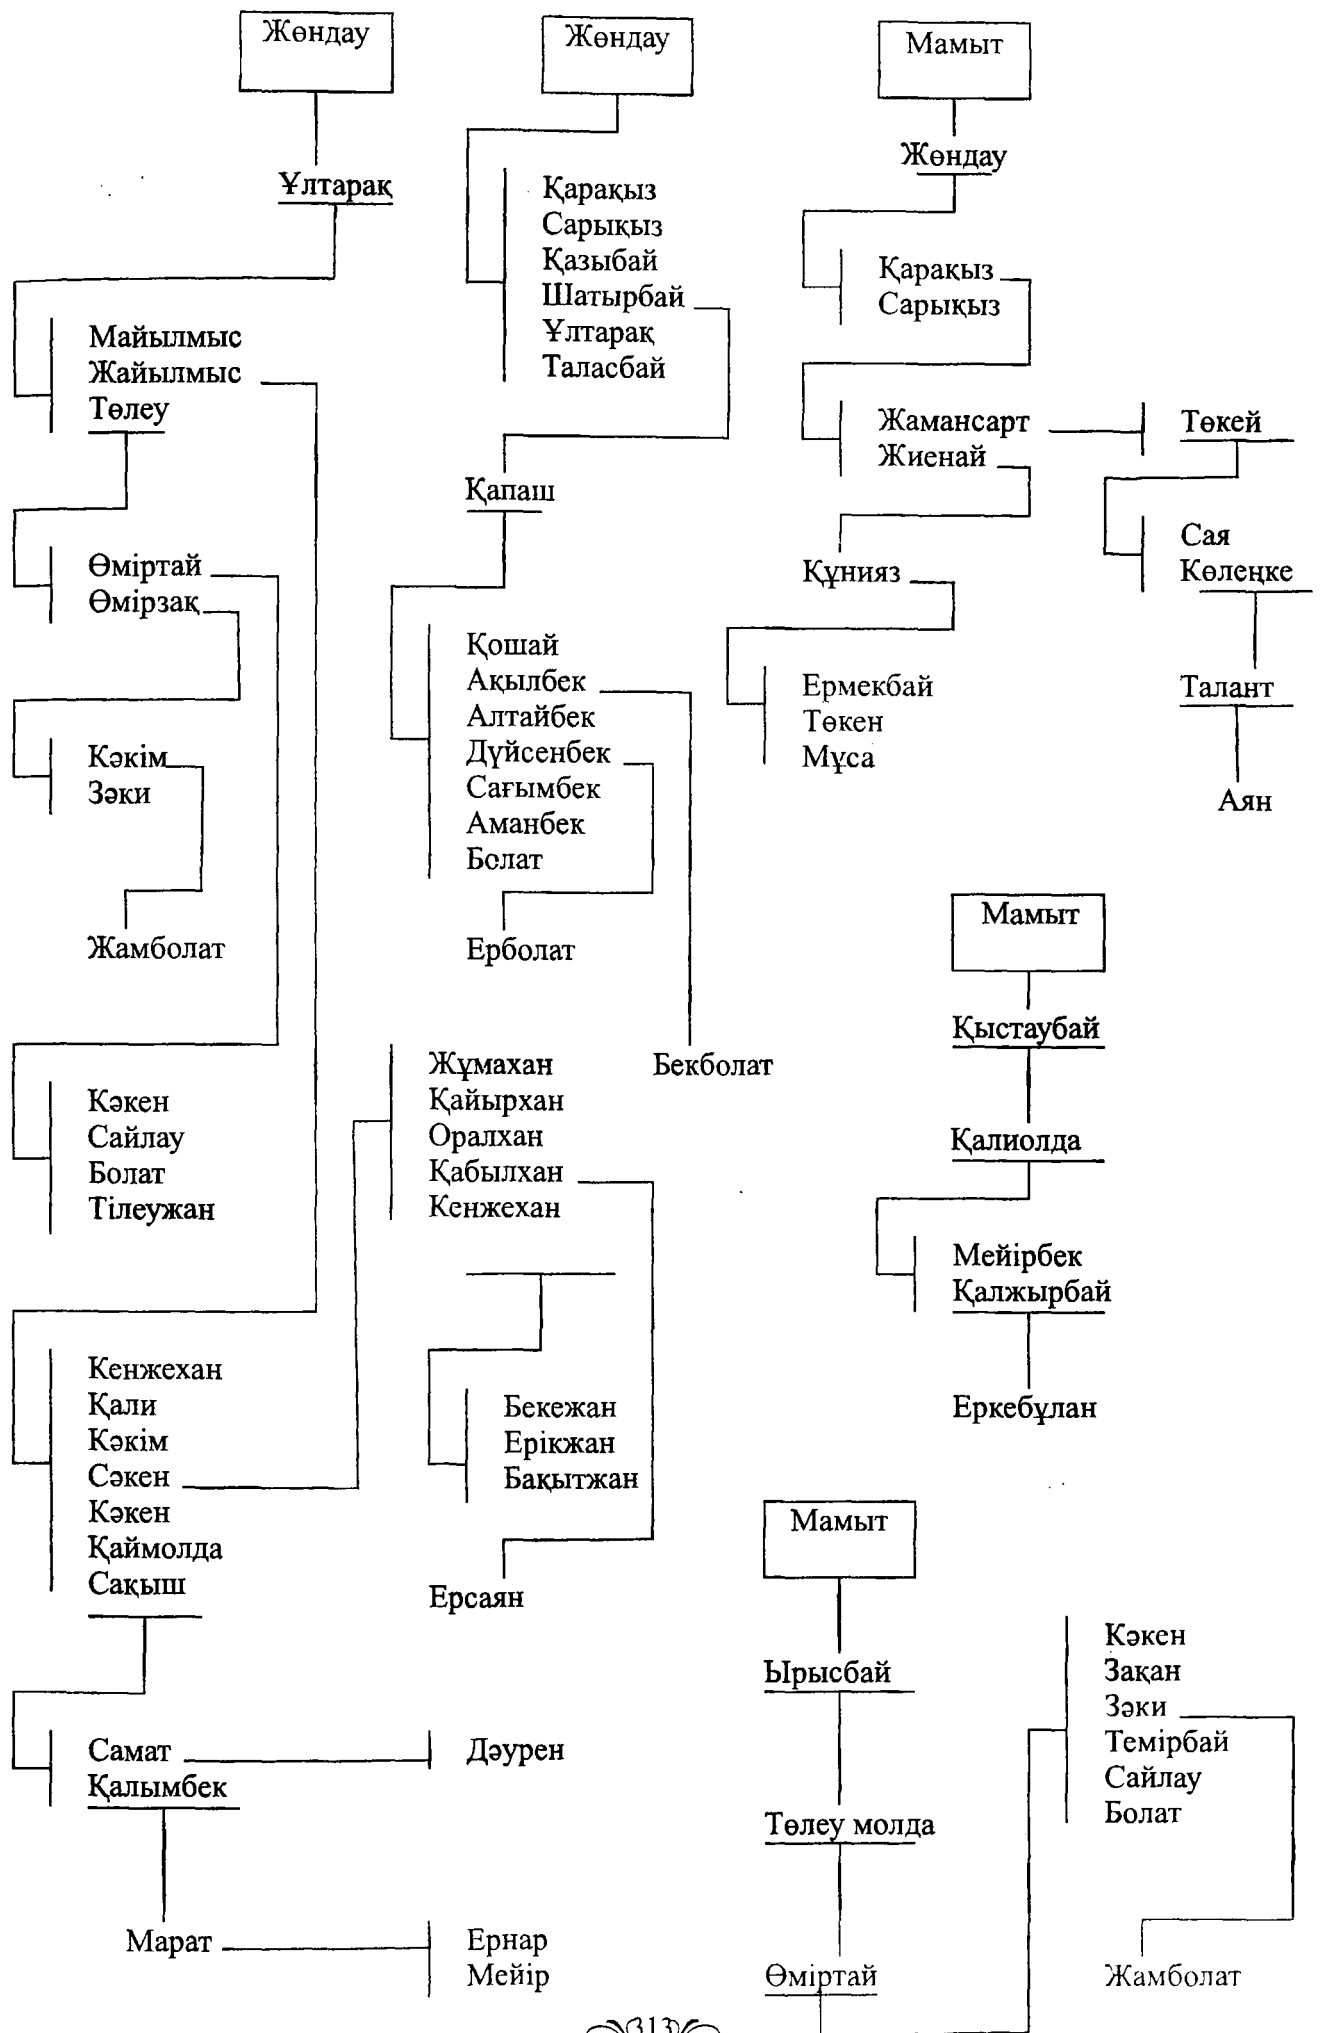 Жөндау
Ұлтарақ
Майылмыс
Жайылмыс
Төлеу
Өміртай
Өмірзақ
Кәкім
Зәки
Жамболат
Кәкен
Сайлау
Болат
Тілеужан
Кенжехан
Қали
Кәкім
Сәкен
Кәкен
Қаймолда
Сақыш
Самат
Қалымбек
Дәурен
Марат
Ернар
Мейір
Жөндау
Қарақыз
Сарықыз
Қазыбай
Шатырбай
Ұлтарақ
Таласбай
Қапаш
Қошай
Ақылбек
Алтайбек
Дүйсенбек
Сағымбек
Аманбек
Болат
Ерболат
Бекболат
Жұмахан
Қайырхан
Оралхан
Қабылхан
Кенжехан
Бекежан
Ерікжан
Бақытжан
Ерсаян
Мамыт
Жөндау
Қарақыз
Сарықыз
Жамансарт
Жиенай
Төкей
Сая
Көлеңке
Талант
Аян
Құнияз
Ермекбай
Төкен
Мұса
Мамыт
Қыстаубай
Қалиолда
Мейірбек
Қалжырбай
Еркебұлан
Мамыт
Ырысбай
Төлеу молда
Өміртай
Кәкен
Зақан
Зәки
Темірбай
Сайлау
Болат
Жамболат
313